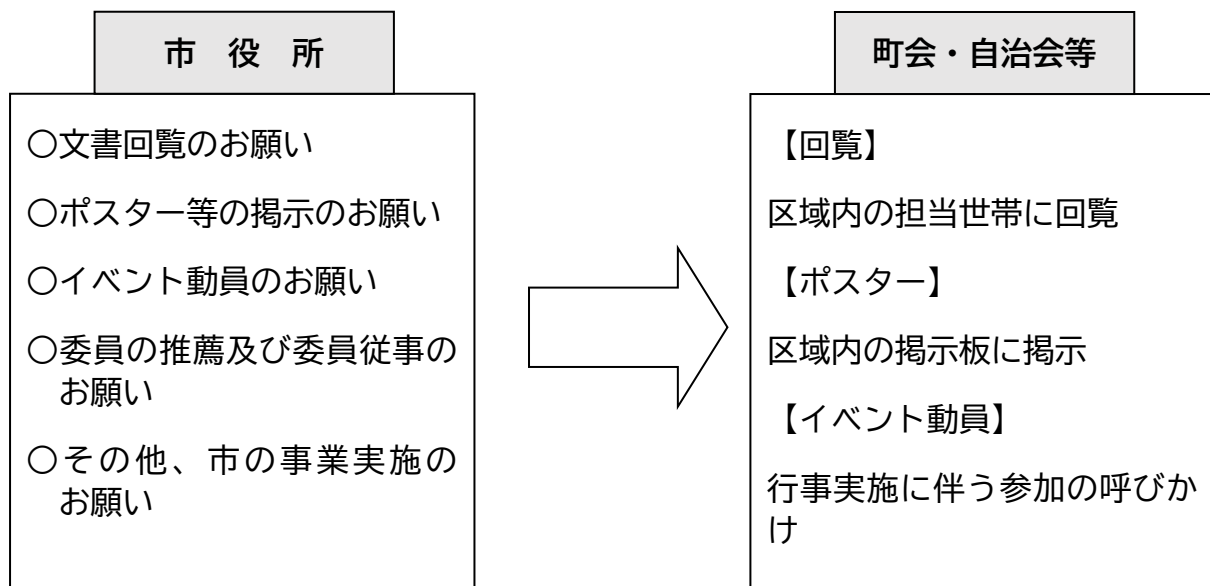 市　役　所
〇文書回覧のお願い
〇ポスター等の掲示のお願い
〇イベント動員のお願い
〇委員の推薦及び委員従事の
お願い
〇その他、市の事業実施の
お願い
町会・自治会等
【回覧】
区域内の担当世帯に回覧
【ポスター】
区域内の掲示板に掲示
【イベント動員】
行事実施に伴う参加の呼びか
け